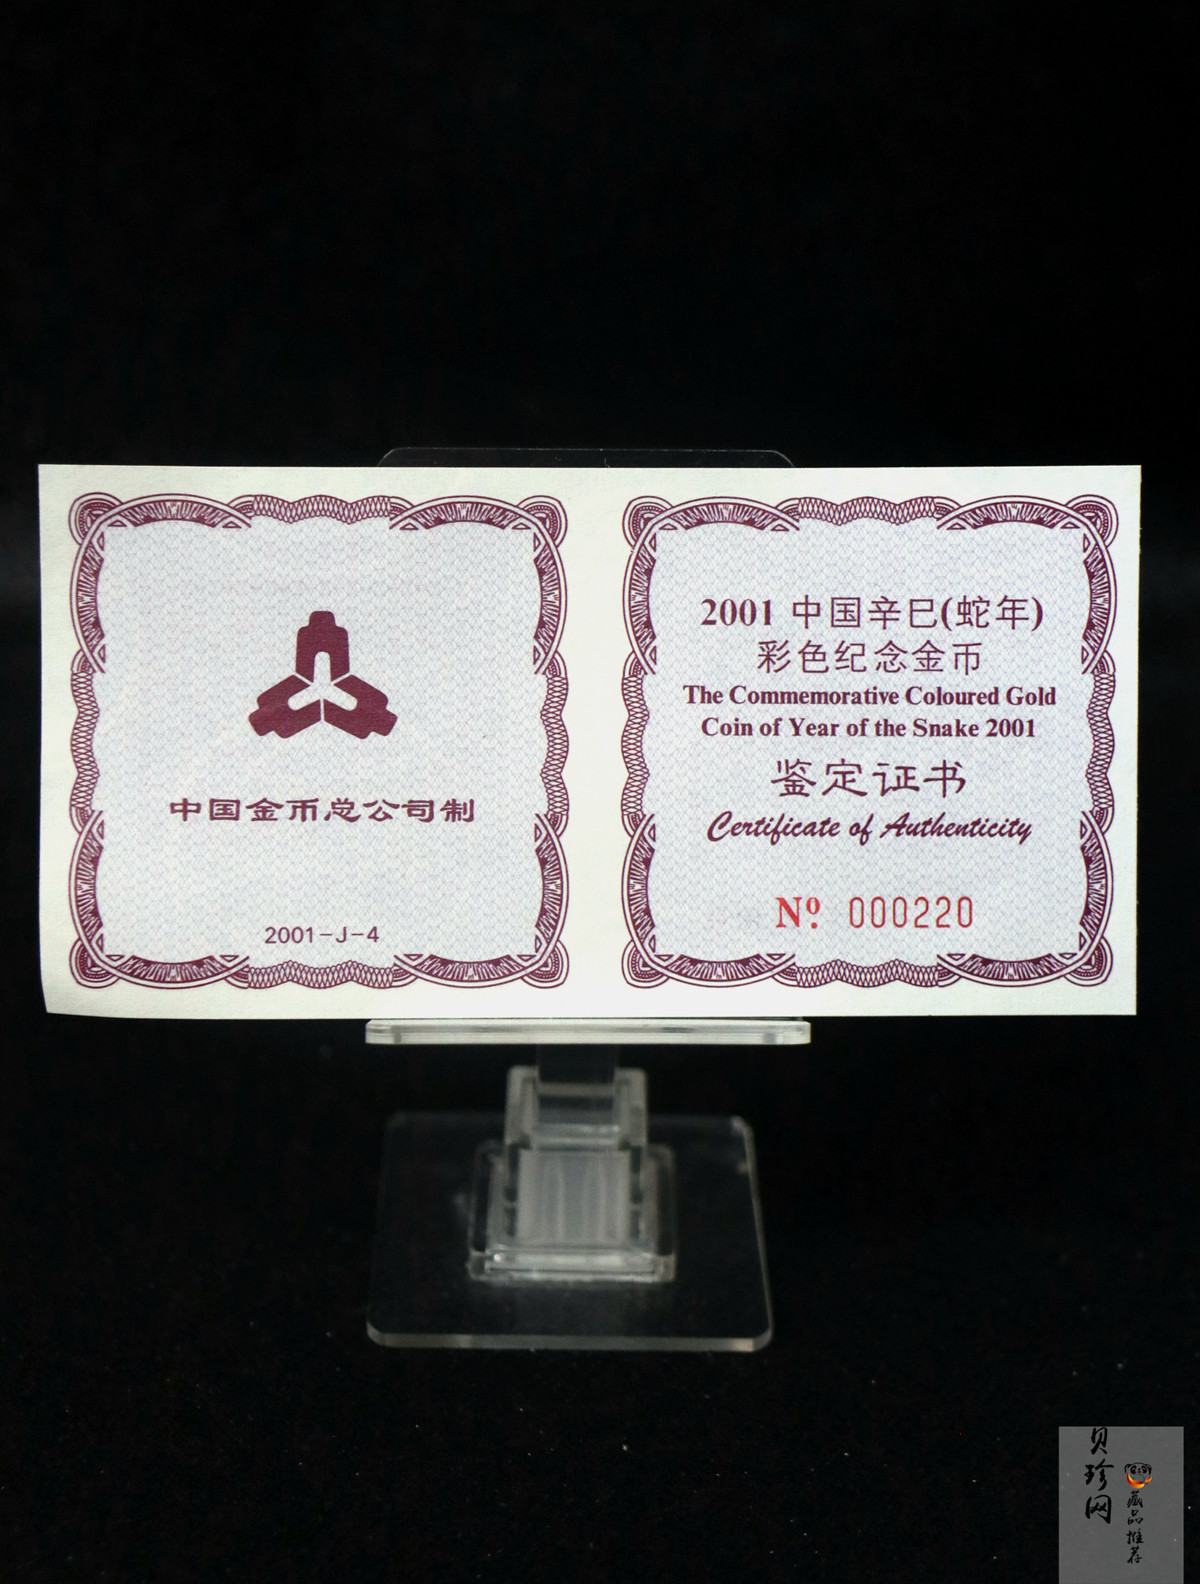 中国金币总公司制
2001-J-4
2001 中国辛巳(蛇年)
彩色纪念金币
The Commemorative Coloured Gold
Coin of Year of the Snake 2001
鉴定证书
Certificate of Authenticity
Nº. 000220
贝珍网
藏品推荐